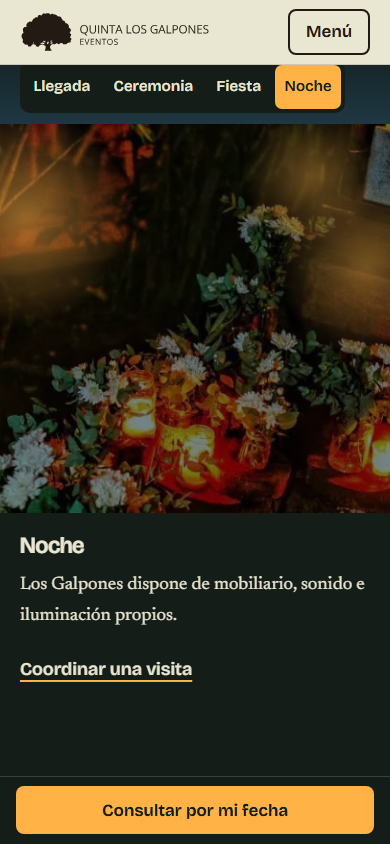 QUINTA LOS GALPONES
EVENTOS
Menú
Llegada Ceremonia Fiesta Noche
Noche
Los Galpones dispone de mobiliario, sonido e
iluminación propios.
Coordinar una visita
Consultar por mi fecha